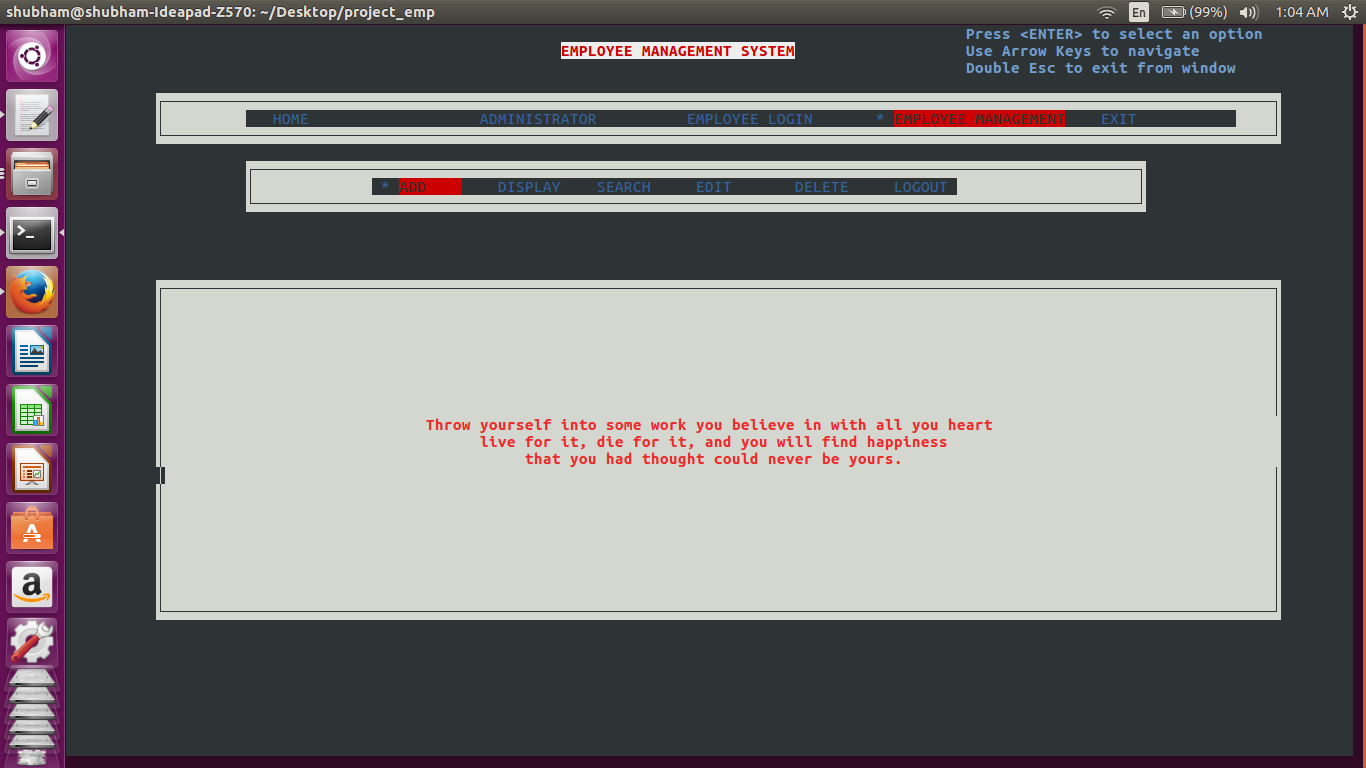 shubham@shubham-Ideapad-Z570: ~/Desktop/project_emp En (99%) 1:04 AM
Press <ENTER> to select an option
EMPLOYEE MANAGEMENT SYSTEM Use Arrow Keys to navigate
Double Esc to exit from window
HOME ADMINISTRATOR EMPLOYEE LOGIN * EMPLOYEE MANAGEMENT EXIT
* ADD DISPLAY SEARCH EDIT DELETE LOGOUT
Throw yourself into some work you believe in with all you heart
live for it, die for it, and you will find happiness
that you had thought could never be yours.